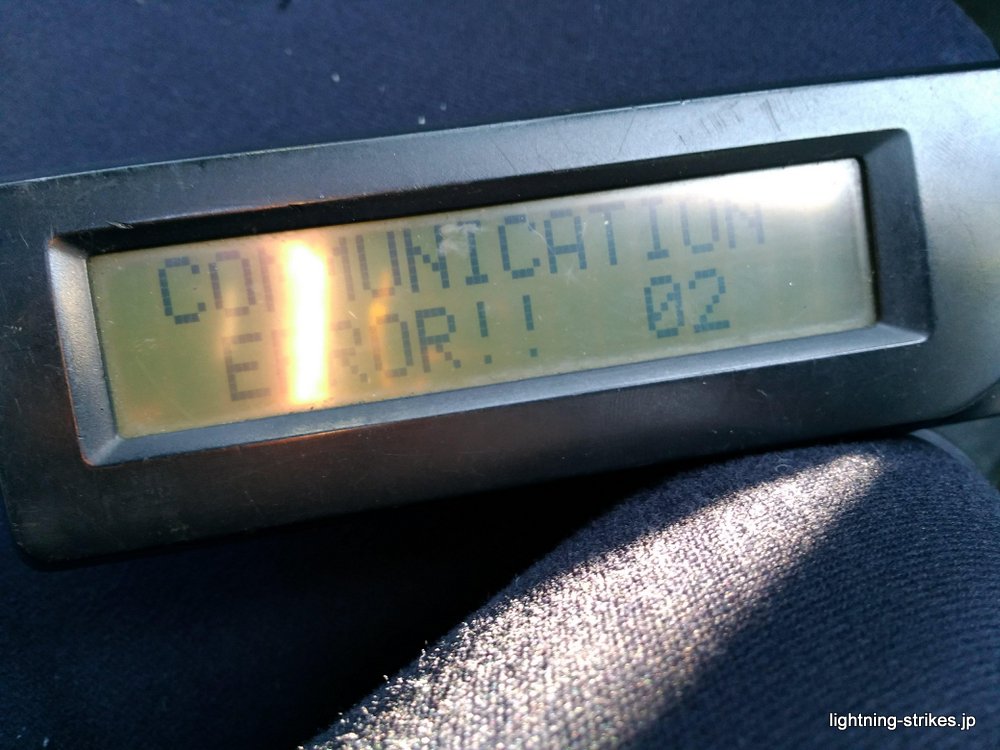 COMMUNICATION
ERROR!! 02
lightning-strikes.jp